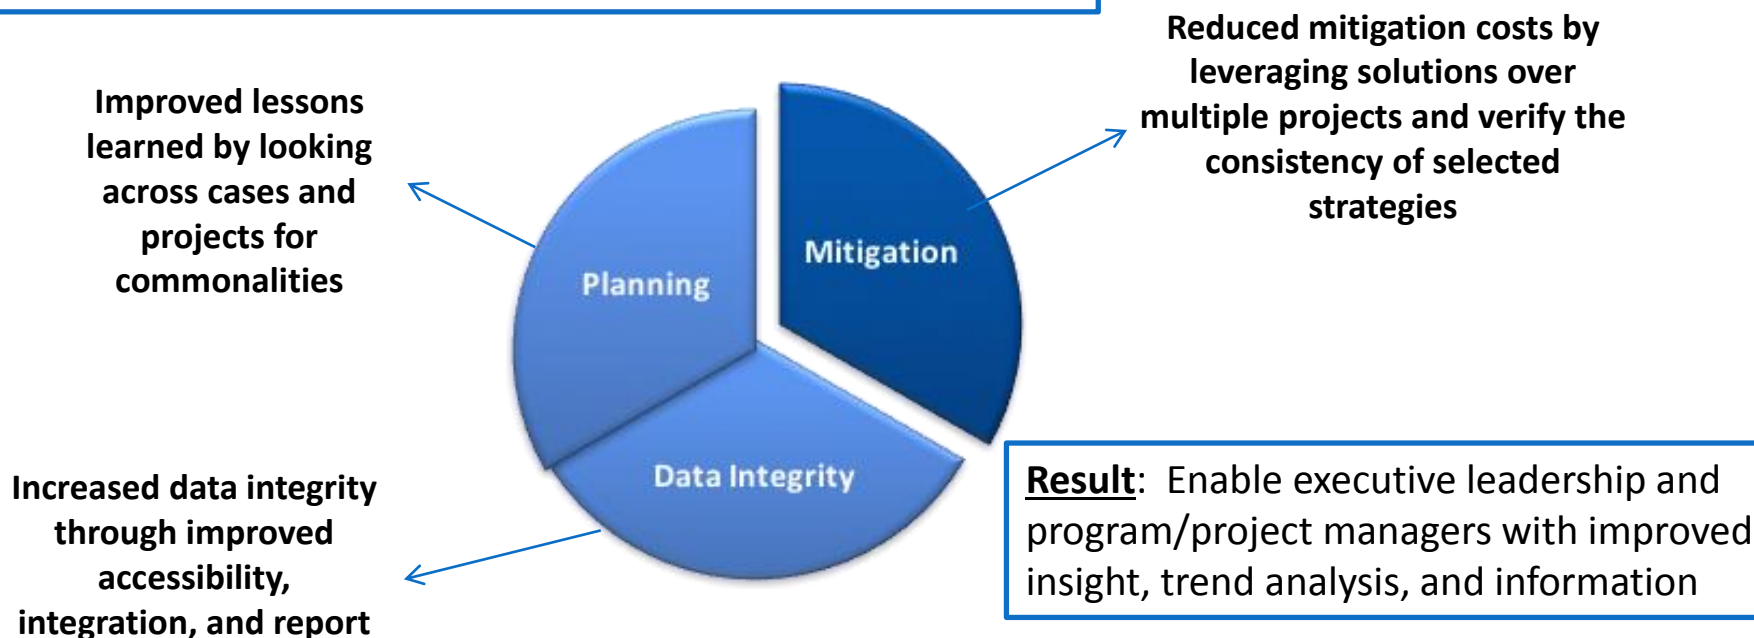 Reduced mitigation costs by
leveraging solutions over
multiple projects and verify the
consistency of selected
strategies
Improved lessons
learned by looking
across cases and
projects for
commonalities
Mitigation
Planning
Data Integrity
Increased data integrity
through improved
accessibility,
integration, and report
Result:  Enable executive leadership and
program/project managers with improved
insight, trend analysis, and information